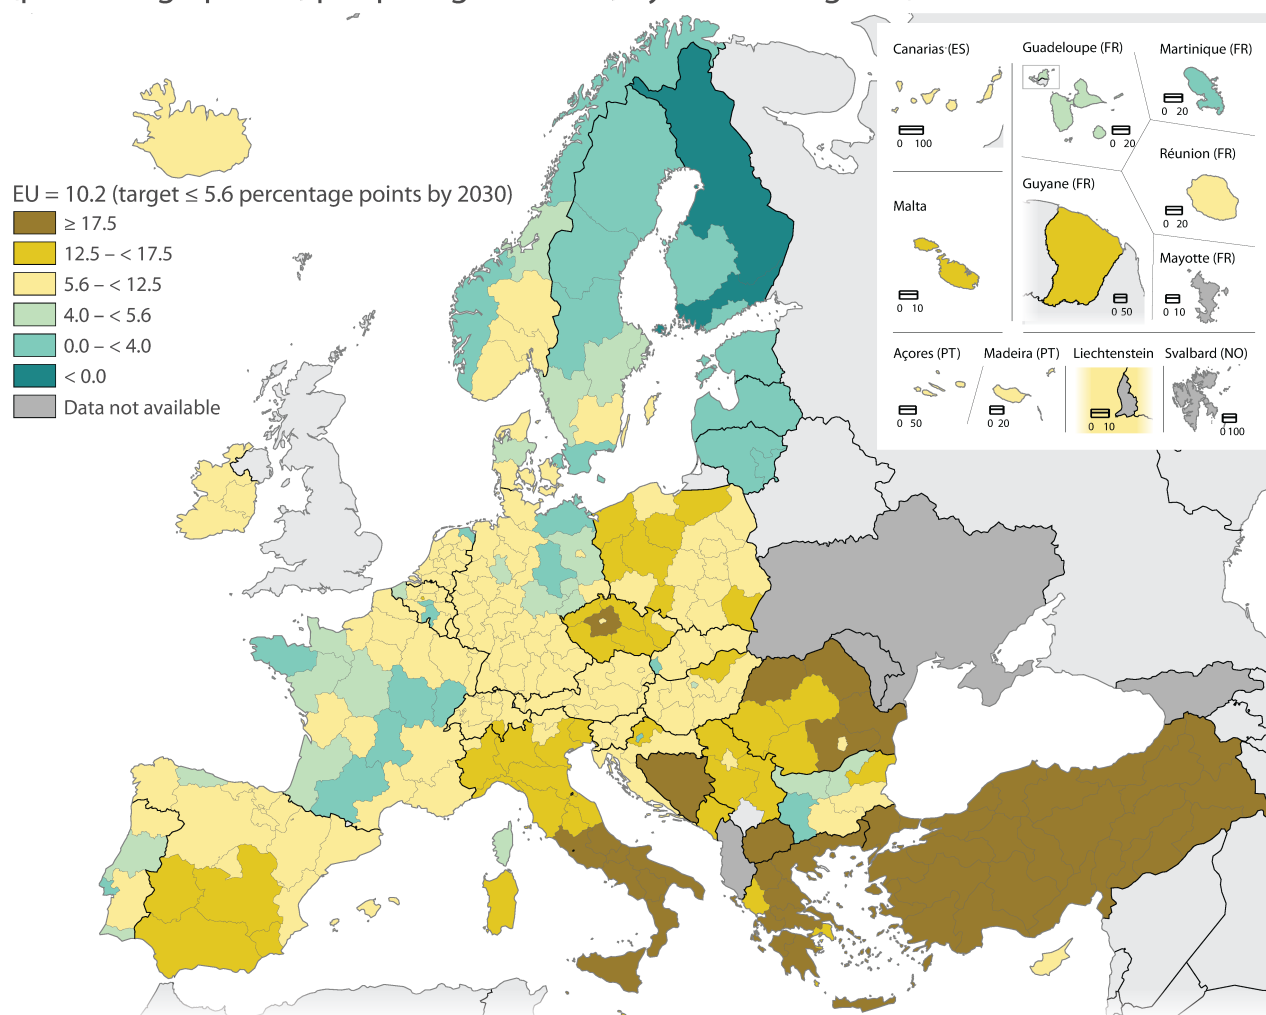 EU = 10.2 (target ≤ 5.6 percentage points by 2030)
≥ 17.5
12.5 – < 17.5
5.6 – < 12.5
4.0 – < 5.6
0.0 – < 4.0
< 0.0
Data not available
Canarias (ES)
0 100
Guadeloupe (FR)
0 20
Martinique (FR)
0 20
Réunion (FR)
0 20
Malta
0 10
Guyane (FR)
0 50
Mayotte (FR)
0 10
Açores (PT)
0 50
Madeira (PT)
0 20
Liechtenstein
0 10
Svalbard (NO)
0 100